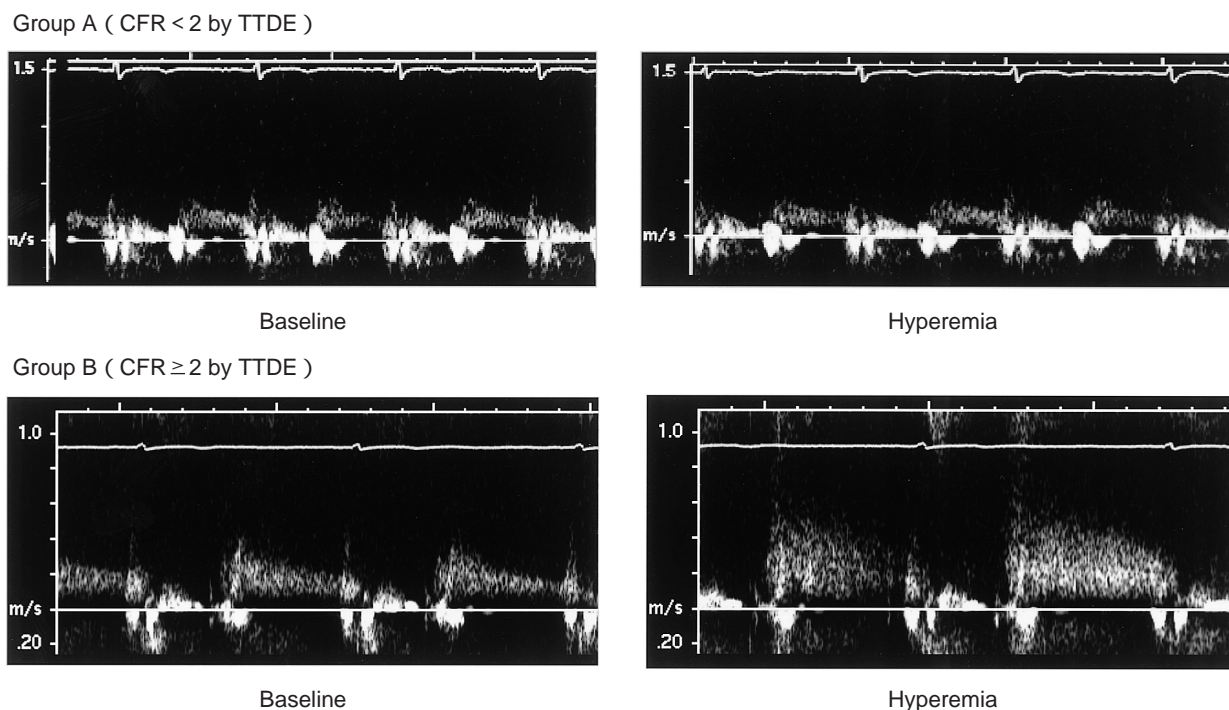 Group A ( CFR < 2 by TTDE )
1.5
1.5
m/s
m/s
Baseline
Hyperemia
Group B ( CFR ≥ 2 by TTDE )
1.0
1.0
m/s
m/s
.20
.20
Baseline
Hyperemia